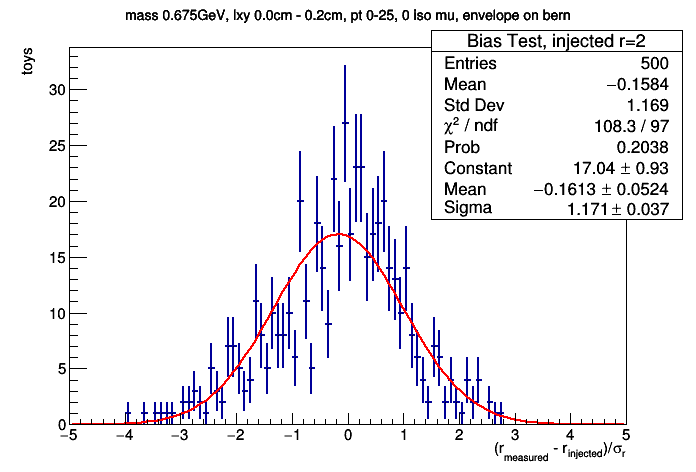 mass 0.675GeV, lxy 0.0cm - 0.2cm, pt 0-25, 0 Iso mu, envelope on bern
Bias Test, injected r=2
Entries 500
Mean −0.1584
Std Dev 1.169
χ² / ndf 108.3 / 97
Prob 0.2038
Constant 17.04 ± 0.93
Mean −0.1613 ± 0.0524
Sigma 1.171 ± 0.037
toys
30
25
20
15
10
5
0
−5 −4 −3 −2 −1 0 1 2 3 4 5
(r_measured - r_injected)/σ_r